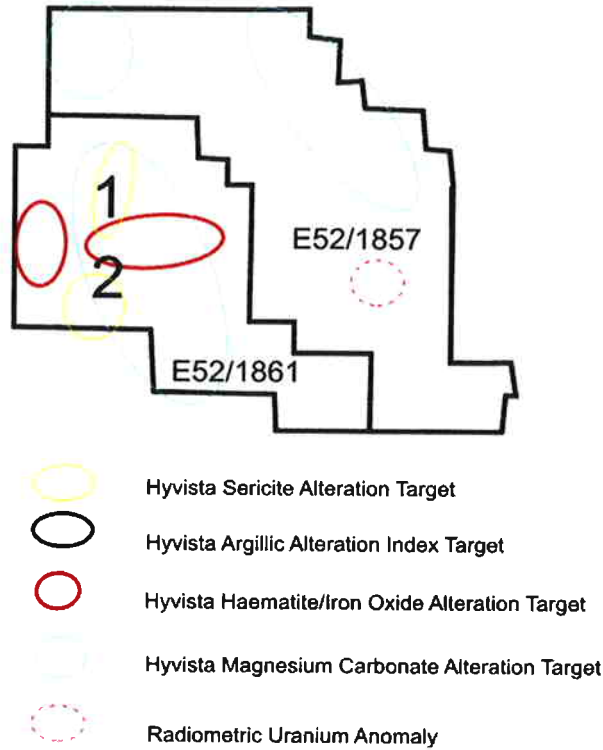 1
E52/1857
2
E52/1861
Hyvista Sericite Alteration Target
Hyvista Argillic Alteration Index Target
Hyvista Haematite/Iron Oxide Alteration Target
Hyvista Magnesium Carbonate Alteration Target
Radiometric Uranium Anomaly